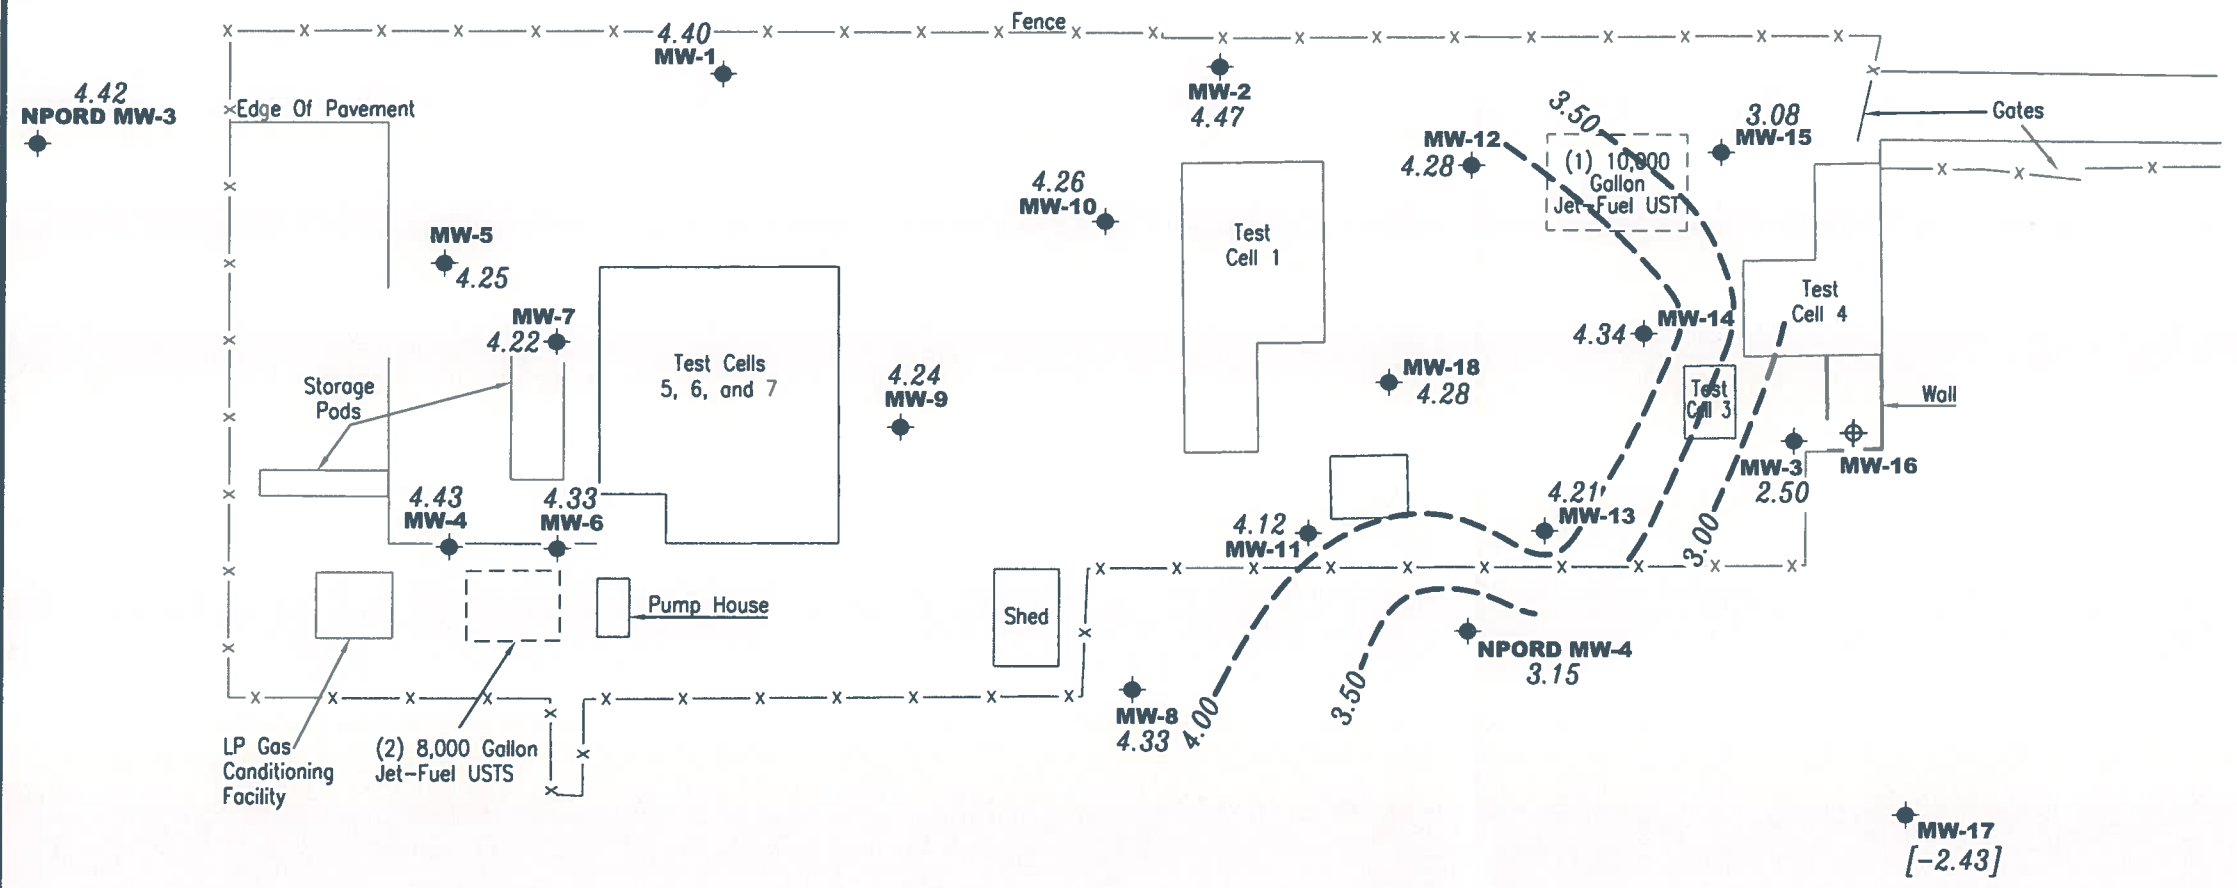 Fence
4.40
MW-1
4.42
NPORD MW-3
Edge Of Pavement
MW-2
4.47
3.50
3.08
MW-15
Gates
MW-12
4.28
(1) 10,000
Gallon
Jet-Fuel UST
4.26
MW-10
Test
Cell 1
MW-5
4.25
MW-7
4.22
Test Cells
5, 6, and 7
Storage
Pods
4.24
MW-9
MW-14
4.34
Test
Cell 4
MW-18
4.28
Test
Cell 3
Wall
MW-3
2.50
MW-16
4.43
MW-4
4.33
MW-6
4.12
MW-11
4.21
MW-13
3.00
Pump House
Shed
NPORD MW-4
3.15
3.50
MW-8
4.33
4.00
LP Gas
Conditioning
Facility
(2) 8,000 Gallon
Jet-Fuel USTS
MW-17
[-2.43]